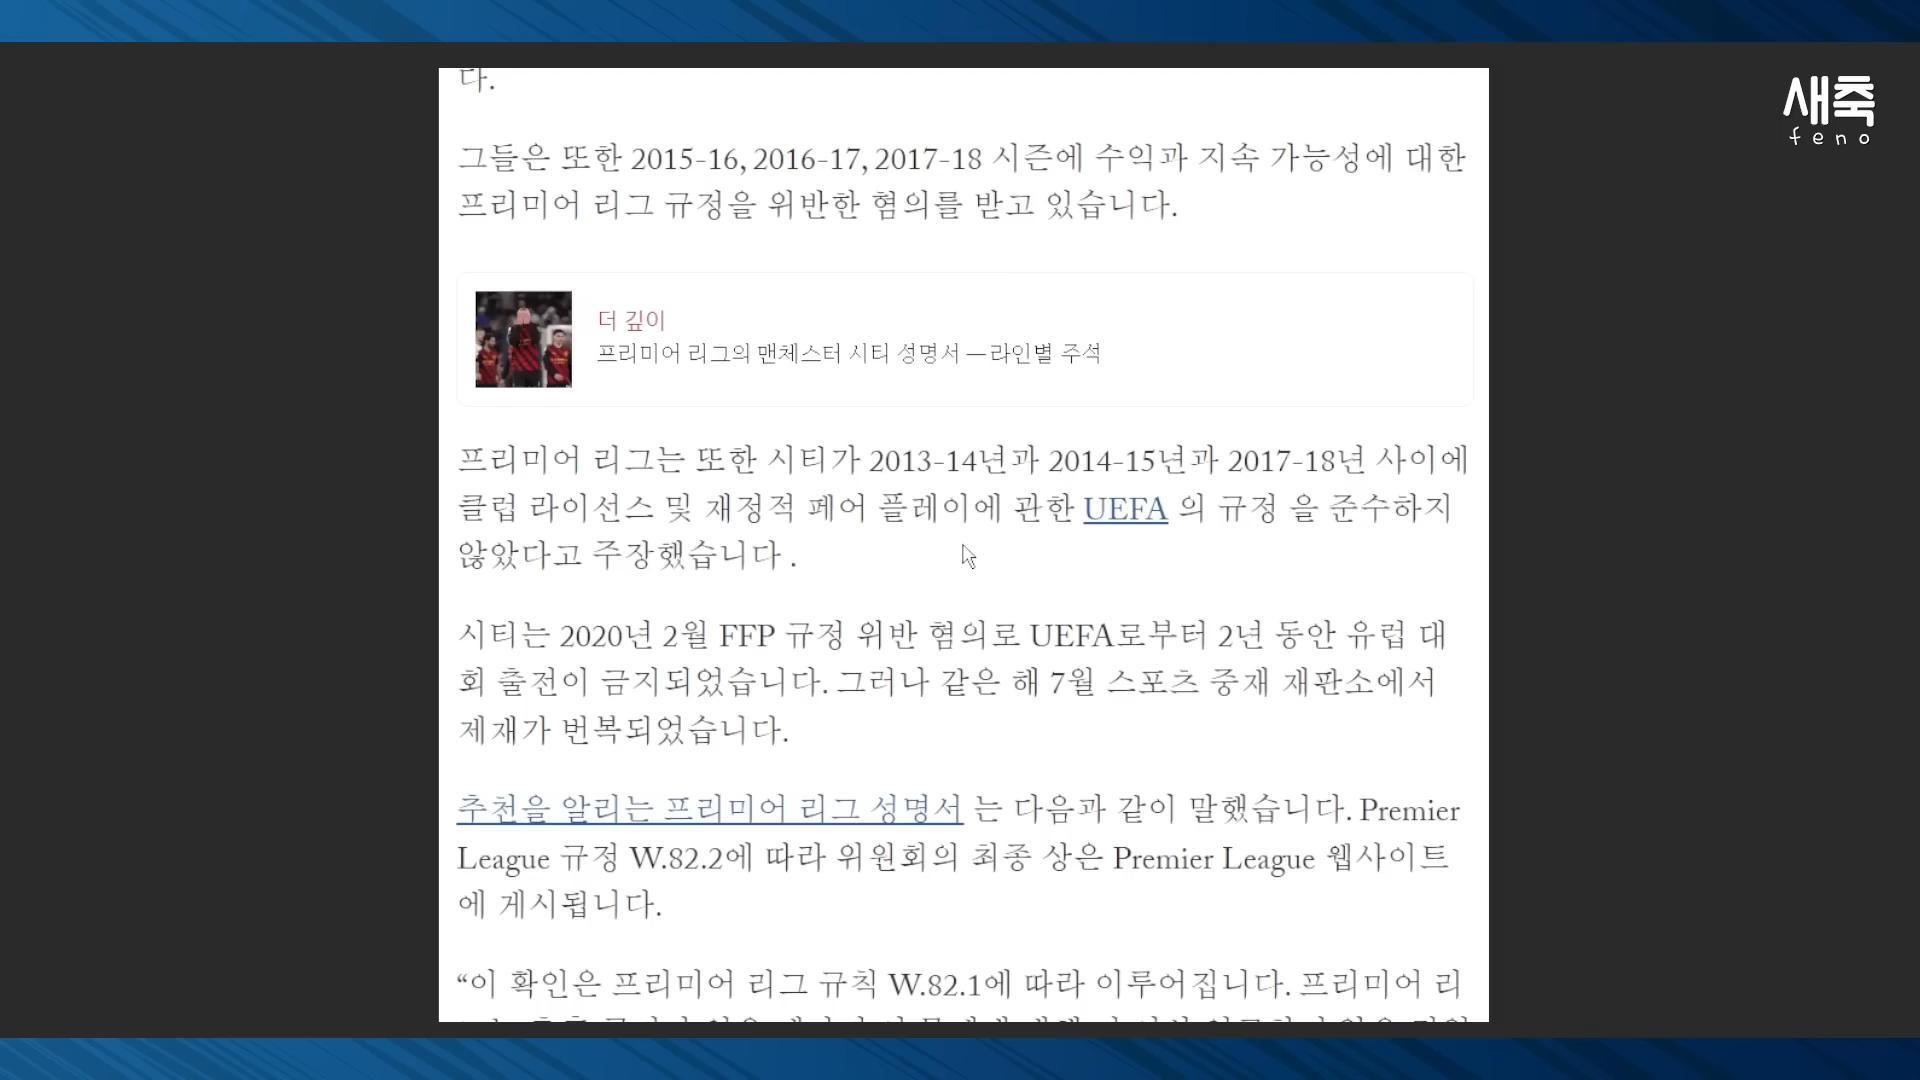 다.
새축
feno
그들은 또한 2015-16, 2016-17, 2017-18 시즌에 수익과 지속 가능성에 대한
프리미어 리그 규정을 위반한 혐의를 받고 있습니다.
더 깊이
프리미어 리그의 맨체스터 시티 성명서 — 라인별 주석
프리미어 리그는 또한 시티가 2013-14년과 2014-15년과 2017-18년 사이에
클럽 라이선스 및 재정적 페어 플레이에 관한 UEFA 의 규정 을 준수하지
않았다고 주장했습니다 .
시티는 2020년 2월 FFP 규정 위반 혐의로 UEFA로부터 2년 동안 유럽 대
회 출전이 금지되었습니다. 그러나 같은 해 7월 스포츠 중재 재판소에서
제재가 번복되었습니다.
추천을 알리는 프리미어 리그 성명서 는 다음과 같이 말했습니다. Premier
League 규정 W.82.2에 따라 위원회의 최종 상은 Premier League 웹사이트
에 게시됩니다.
“이 확인은 프리미어 리그 규칙 W.82.1에 따라 이루어집니다. 프리미어 리